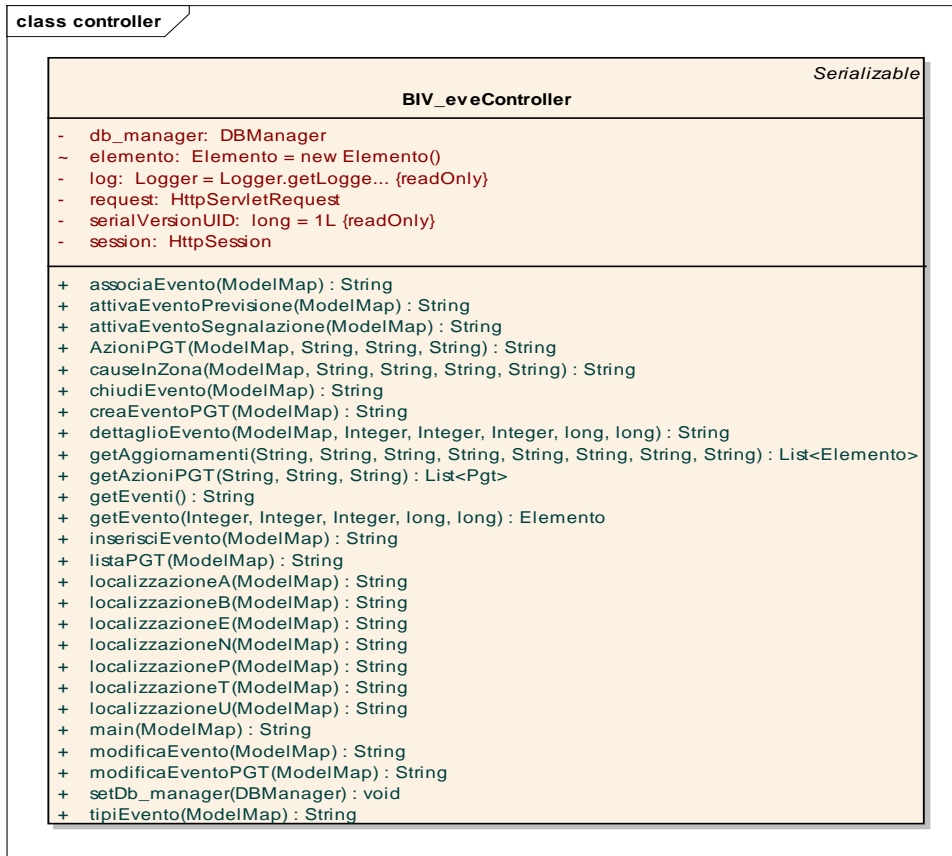 class controller
Serializable
BIV_eveController
- db_manager: DBManager
~ elemento: Elemento = new Elemento()
- log: Logger = Logger.getLogge... {readOnly}
- request: HttpServletRequest
- serialVersionUID: long = 1L {readOnly}
- session: HttpSession
+ associaEvento(ModelMap) : String
+ attivaEventoPrevisione(ModelMap) : String
+ attivaEventoSegnalazione(ModelMap) : String
+ AzioniPGT(ModelMap, String, String, String) : String
+ causeInZona(ModelMap, String, String, String, String) : String
+ chiudiEvento(ModelMap) : String
+ creaEventoPGT(ModelMap) : String
+ dettaglioEvento(ModelMap, Integer, Integer, Integer, long, long) : String
+ getAggiornamenti(String, String, String, String, String, String, String, String) : List<Elemento>
+ getAzioniPGT(String, String, String) : List<Pgt>
+ getEventi() : String
+ getEvento(Integer, Integer, Integer, long, long) : Elemento
+ inserisciEvento(ModelMap) : String
+ listaPGT(ModelMap) : String
+ localizzazioneA(ModelMap) : String
+ localizzazioneB(ModelMap) : String
+ localizzazioneE(ModelMap) : String
+ localizzazioneN(ModelMap) : String
+ localizzazioneP(ModelMap) : String
+ localizzazioneT(ModelMap) : String
+ localizzazioneU(ModelMap) : String
+ main(ModelMap) : String
+ modificaEvento(ModelMap) : String
+ modificaEventoPGT(ModelMap) : String
+ setDb_manager(DBManager) : void
+ tipiEvento(ModelMap) : String